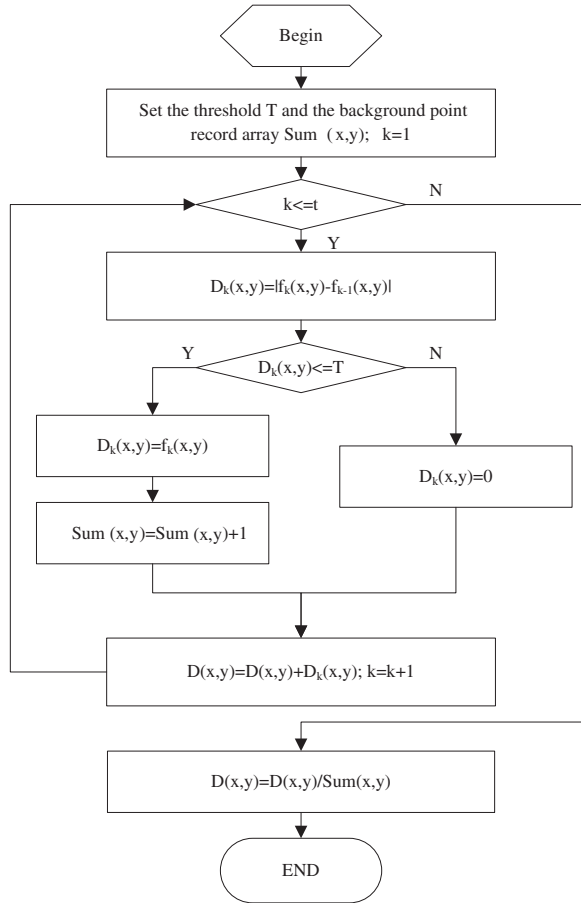 Begin
Set the threshold T and the background point
record array Sum (x,y); k=1
k<=t
N
Y
Dk(x,y)=|fk(x,y)-fk-1(x,y)|
Y
Dk(x,y)<=T
N
Dk(x,y)=fk(x,y)
Dk(x,y)=0
Sum (x,y)=Sum (x,y)+1
D(x,y)=D(x,y)+Dk(x,y); k=k+1
D(x,y)=D(x,y)/Sum(x,y)
END